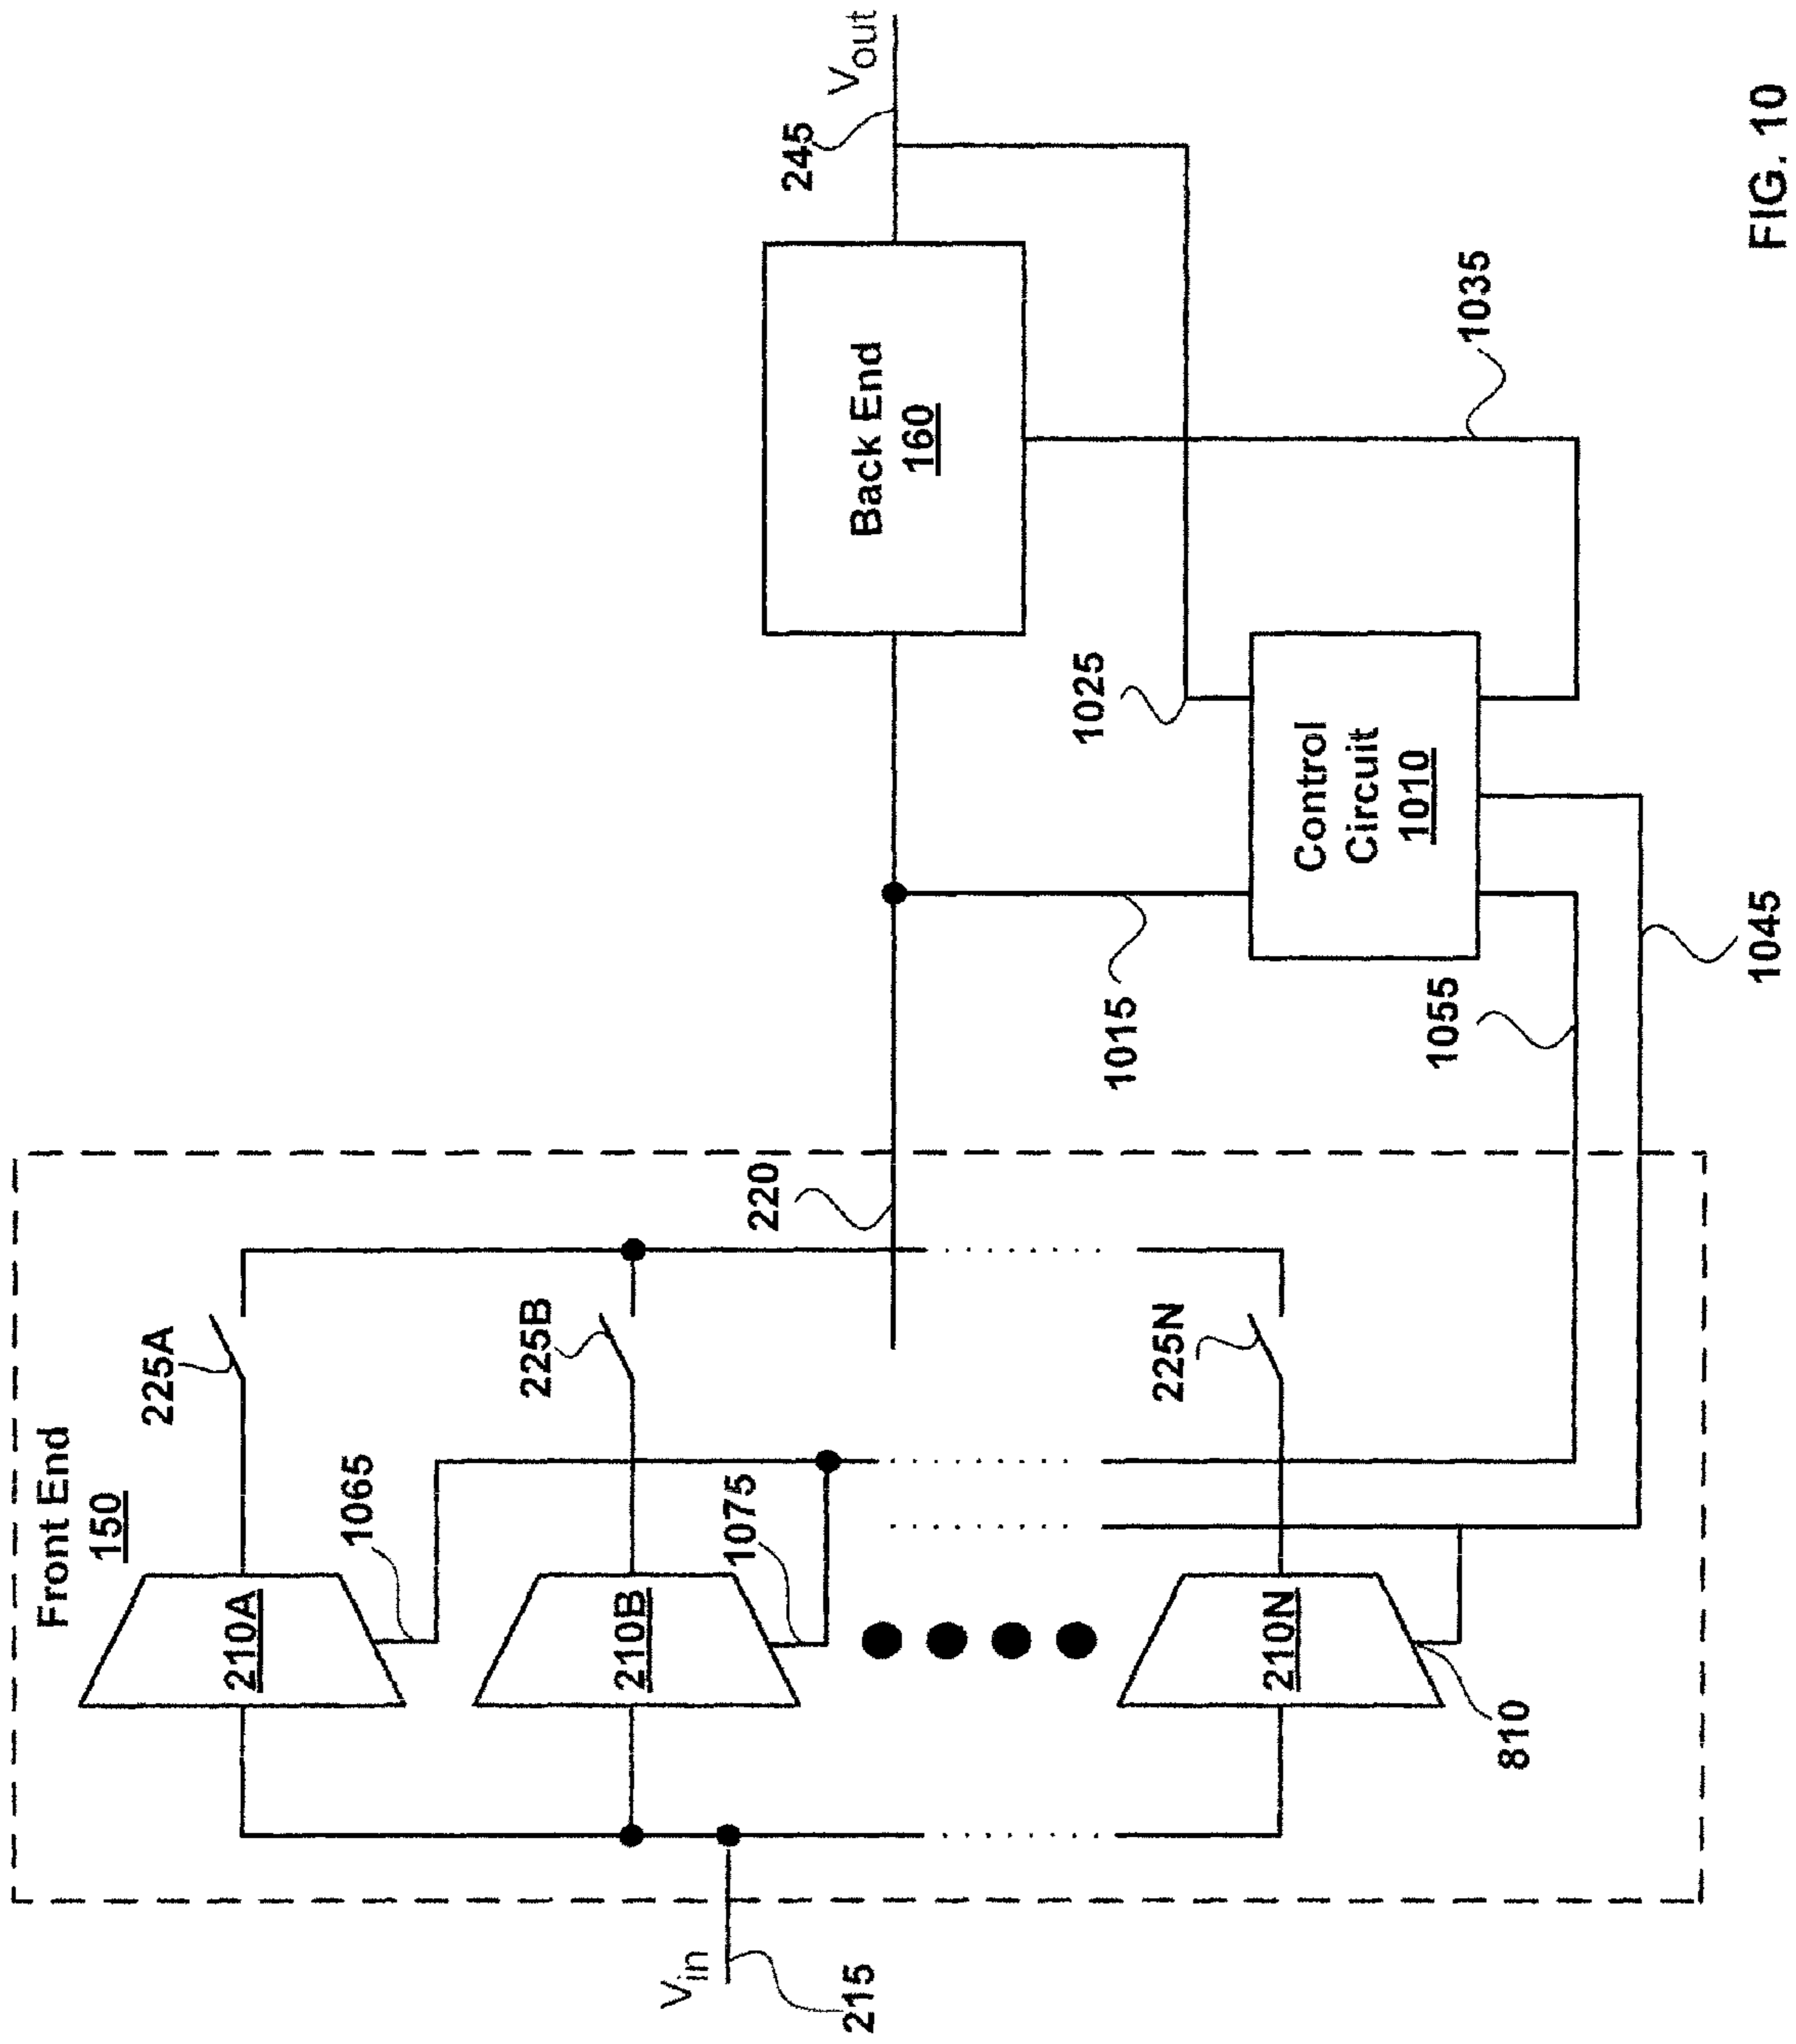 Front End
150
225A
210A
1065
225B
210B
1075
220
225N
210N
810
Vin
215
Back End
160
245
Vout
1025
1015
Control
Circuit
1010
1035
1055
1045
FIG. 10